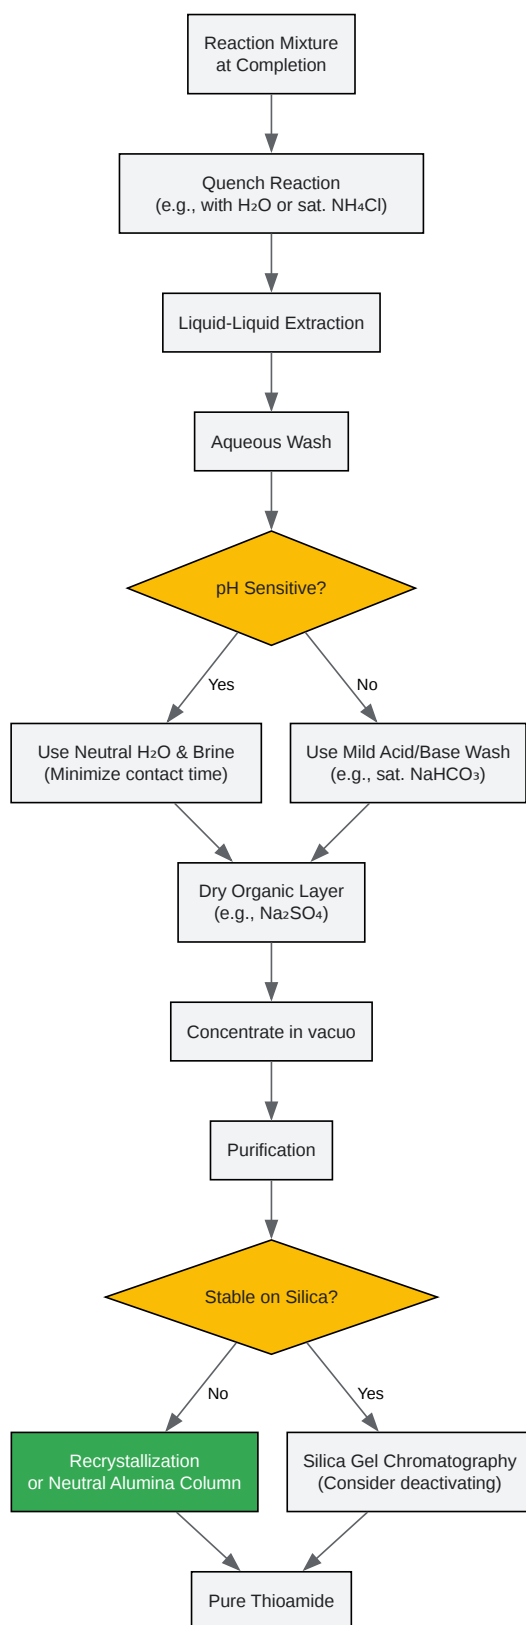 Reaction Mixture
at Completion
Quench Reaction
(e.g., with H₂O or sat. NH₄Cl)
Liquid-Liquid Extraction
Aqueous Wash
pH Sensitive?
Yes
No
Use Neutral H₂O & Brine
(Minimize contact time)
Use Mild Acid/Base Wash
(e.g., sat. NaHCO₃)
Dry Organic Layer
(e.g., Na₂SO₄)
Concentrate in vacuo
Purification
Stable on Silica?
No
Yes
Recrystallization
or Neutral Alumina Column
Silica Gel Chromatography
(Consider deactivating)
Pure Thioamide